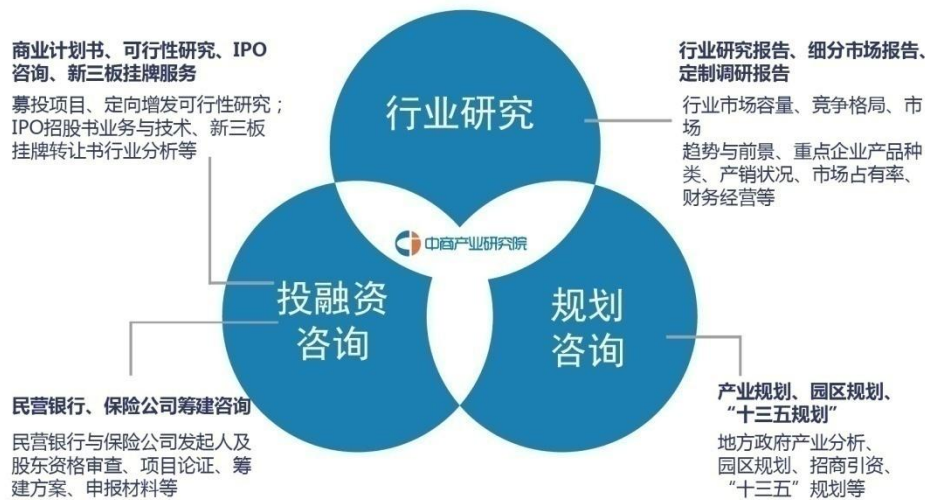 商业计划书、可行性研究、IPO
咨询、新三板挂牌服务
募投项目、定向增发可行性研究；
IPO招股书业务与技术、新三板
挂牌转让书行业分析等
行业研究
行业研究报告、细分市场报告、
定制调研报告
行业市场容量、竞争格局、市
场
趋势与前景、重点企业产品种
类、产销状况、市场占有率、
财务经营等
中商产业研究院
投融资
咨询
规划
咨询
民营银行、保险公司筹建咨询
民营银行与保险公司发起人及
股东资格审查、项目论证、筹
建方案、申报材料等
产业规划、园区规划、
“十三五规划”
地方政府产业分析、
园区规划、招商引资、
“十三五”规划等